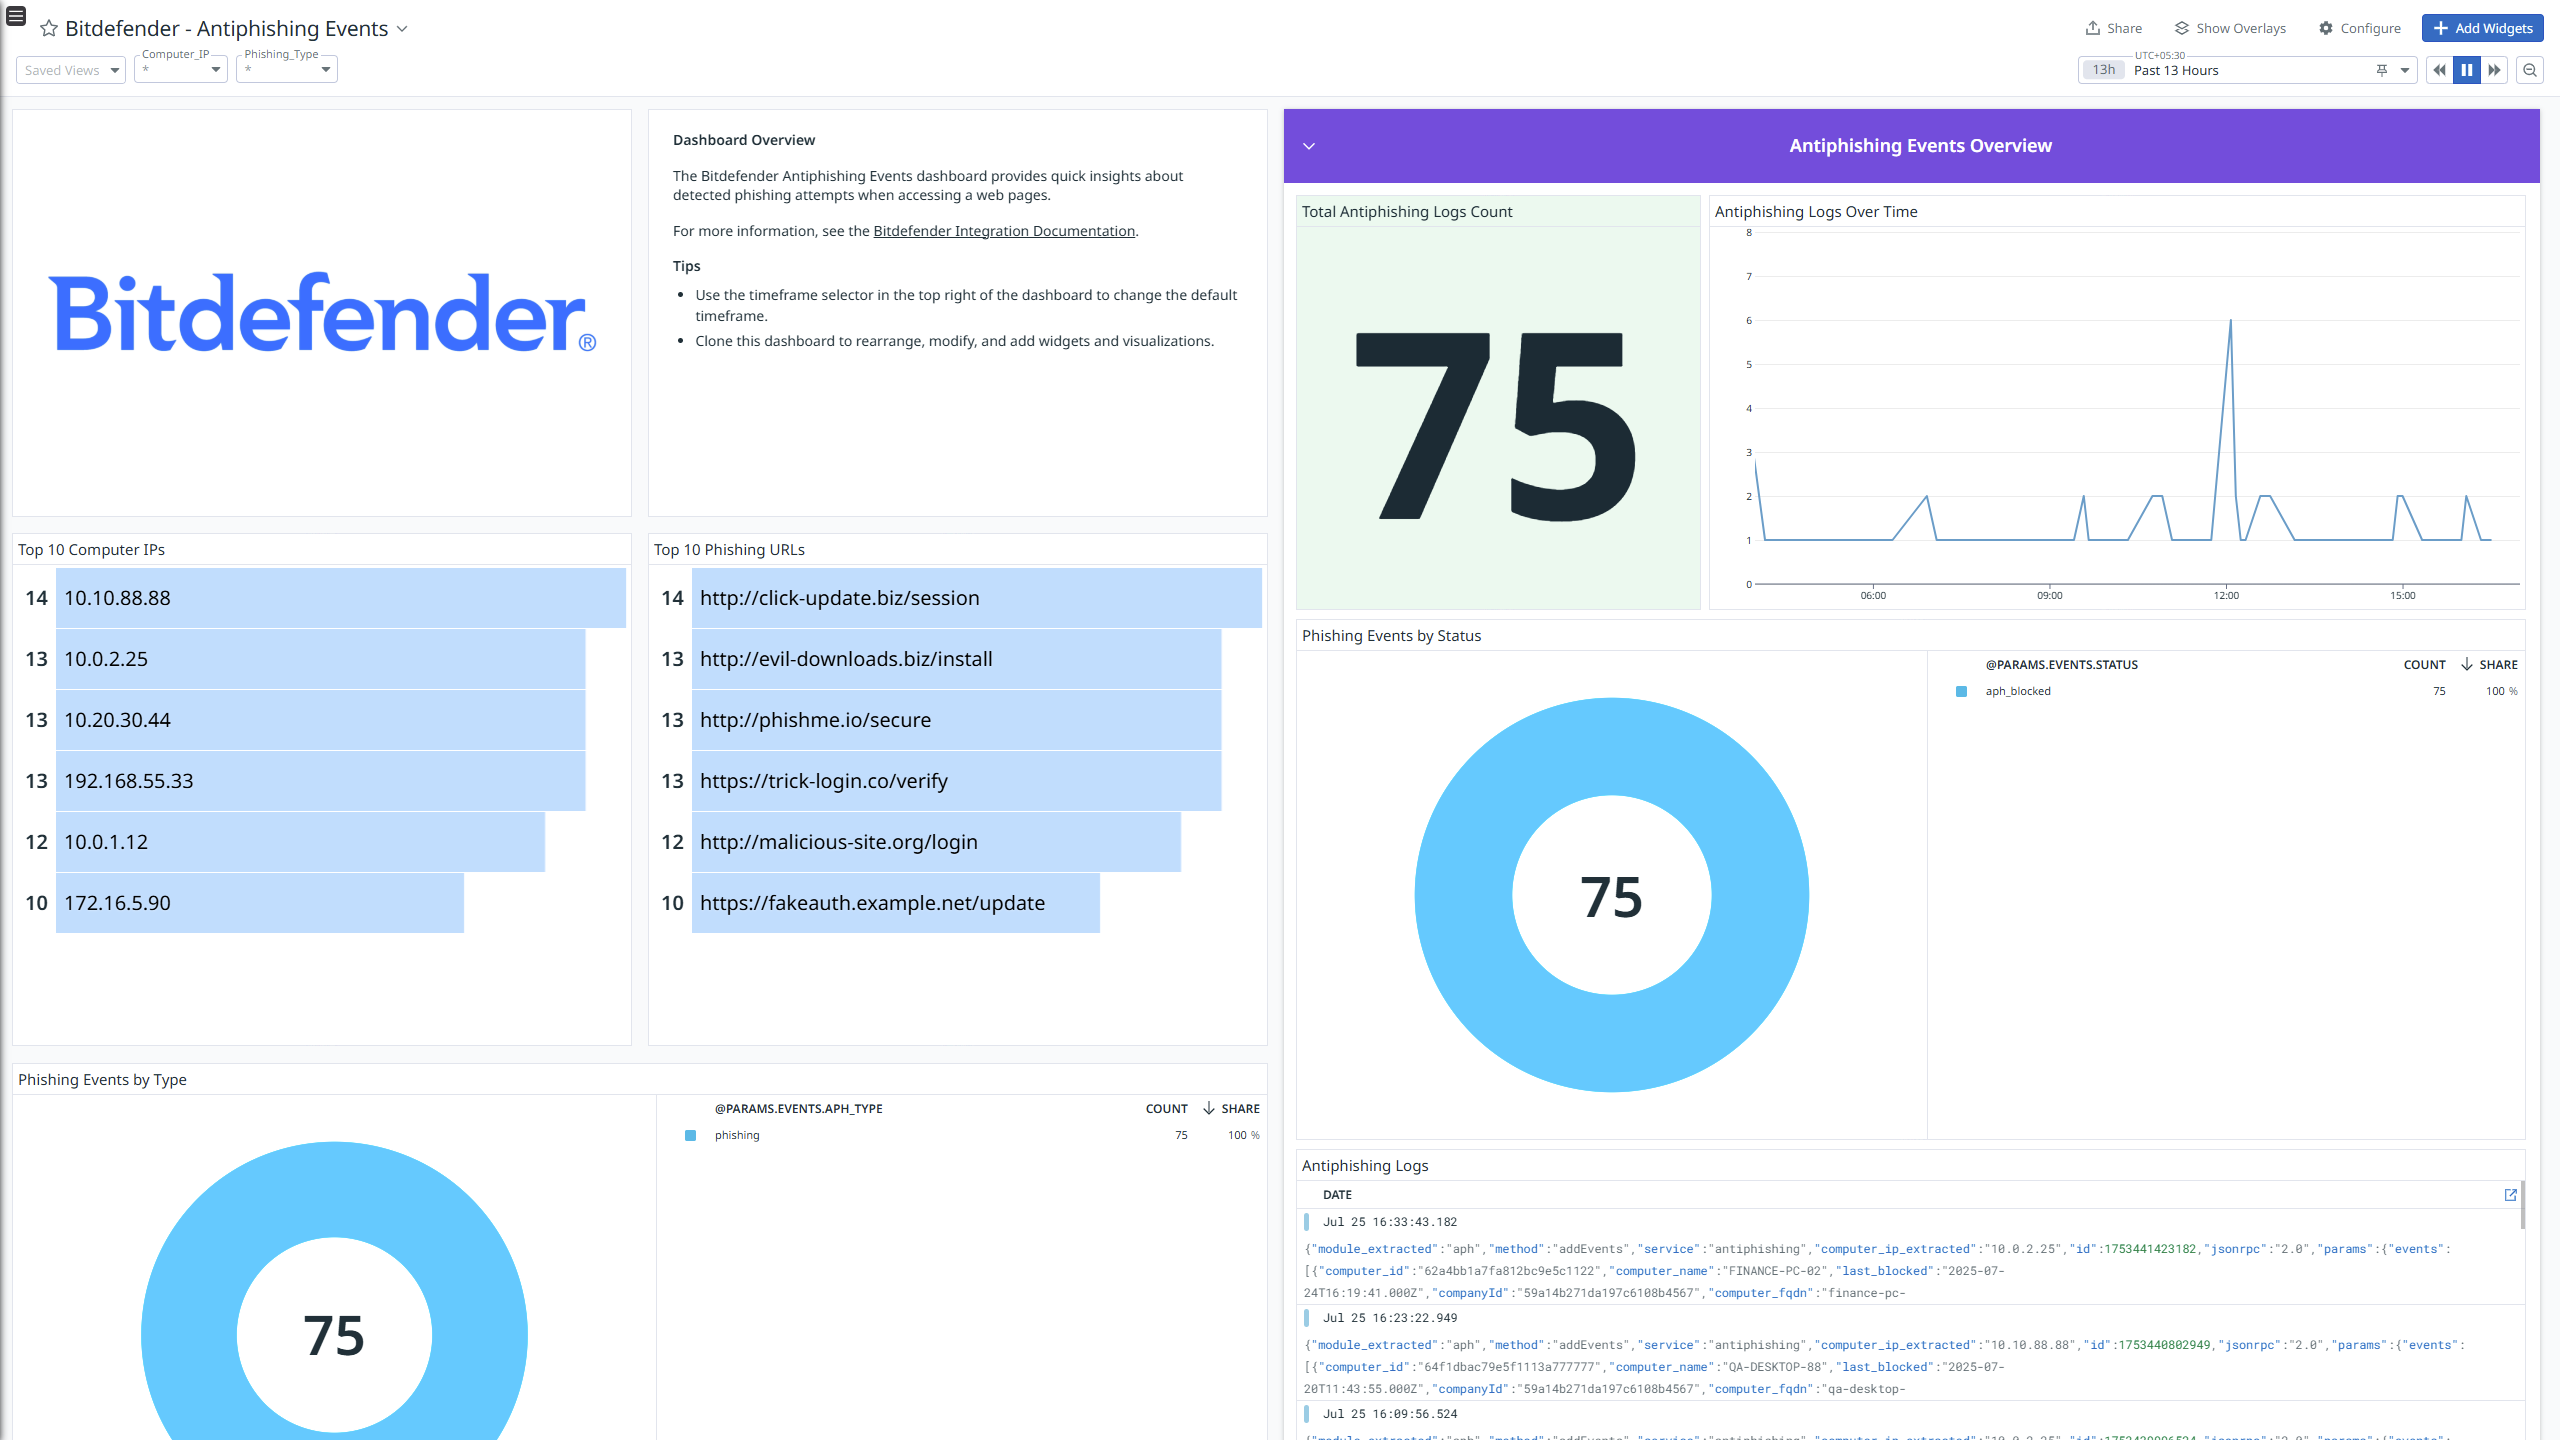 Bitdefender - Antiphishing Events
Share
Show Overlays
Configure
Add Widgets
Saved Views
Computer_IP
*
Phishing_Type
*
UTC+05:30
13h
Past 13 Hours
Bitdefender®
Dashboard Overview
The Bitdefender Antiphishing Events dashboard provides quick insights about
detected phishing attempts when accessing a web pages.
For more information, see the Bitdefender Integration Documentation.
Tips
• Use the timeframe selector in the top right of the dashboard to change the default
timeframe.
• Clone this dashboard to rearrange, modify, and add widgets and visualizations.
Top 10 Computer IPs
14 10.10.88.88
13 10.0.2.25
13 10.20.30.44
13 192.168.55.33
12 10.0.1.12
10 172.16.5.90
Top 10 Phishing URLs
14 http://click-update.biz/session
13 http://evil-downloads.biz/install
13 http://phishme.io/secure
13 https://trick-login.co/verify
12 http://malicious-site.org/login
10 https://fakeauth.example.net/update
Phishing Events by Type
75
@PARAMS.EVENTS.APH_TYPE COUNT SHARE
phishing 75 100 %
Antiphishing Events Overview
Total Antiphishing Logs Count
75
Antiphishing Logs Over Time
8
7
6
5
4
3
2
1
0
06:00 09:00 12:00 15:00
Phishing Events by Status
75
@PARAMS.EVENTS.STATUS COUNT SHARE
aph_blocked 75 100 %
Antiphishing Logs
DATE
Jul 25 16:33:43.182
{"module_extracted":"aph","method":"addEvents","service":"antiphishing","computer_ip_extracted":"10.0.2.25","id":1753441423182,"jsonrpc":"2.0","params":{"events":
[{"computer_id":"62a4bb1a7fa812bc9e5c1122","computer_name":"FINANCE-PC-02","last_blocked":"2025-07-
24T16:19:41.000Z","companyId":"59a14b271da197c6108b4567","computer_fqdn":"finance-pc-
Jul 25 16:23:22.949
{"module_extracted":"aph","method":"addEvents","service":"antiphishing","computer_ip_extracted":"10.10.88.88","id":1753440802949,"jsonrpc":"2.0","params":{"events":
[{"computer_id":"64f1dbac79e5f1113a777777","computer_name":"QA-DESKTOP-88","last_blocked":"2025-07-
20T11:43:55.000Z","companyId":"59a14b271da197c6108b4567","computer_fqdn":"qa-desktop-
Jul 25 16:09:56.524